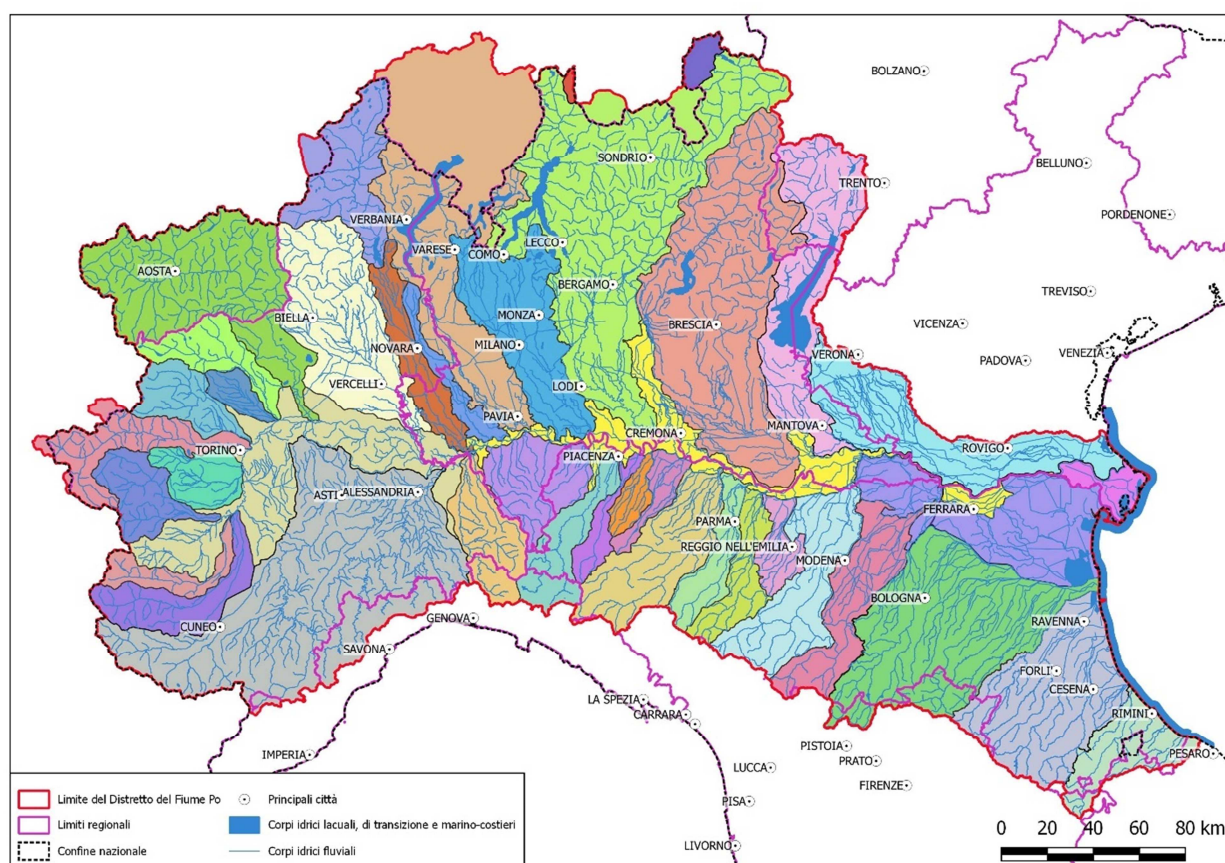 BOLZANO
BELLUNO
SONDRIO
TRENTO
PORDENONE
VERBANIA
VARESE
COMO
LECCO
AOSTA
BERGAMO
TREVISO
BIELLA
MONZA
BRESCIA
VICENZA
NOVARA
MILANO
VERONA
PADOVA
VENEZIA
VERCELLI
LODI
PAVIA
CREMONA
MANTOVA
TORINO
PIACENZA
ROVIGO
ASTI
ALESSANDRIA
FERRARA
PARMA
REGGIO NELL'EMILIA
MODENA
BOLOGNA
CUNEO
GENOVA
RAVENNA
SAVONA
FORLI'
CESENA
LA SPEZIA
CARRARA
RIMINI
IMPERIA
PISTOIA
PESARO
PRATO
LUCCA
FIRENZE
PISA
LIVORNO
Limite del Distretto del Fiume Po
Principali città
Limiti regionali
Corpi idrici lacuali, di transizione e marino-costieri
Confine nazionale
Corpi idrici fluviali
0 20 40 60 80 km